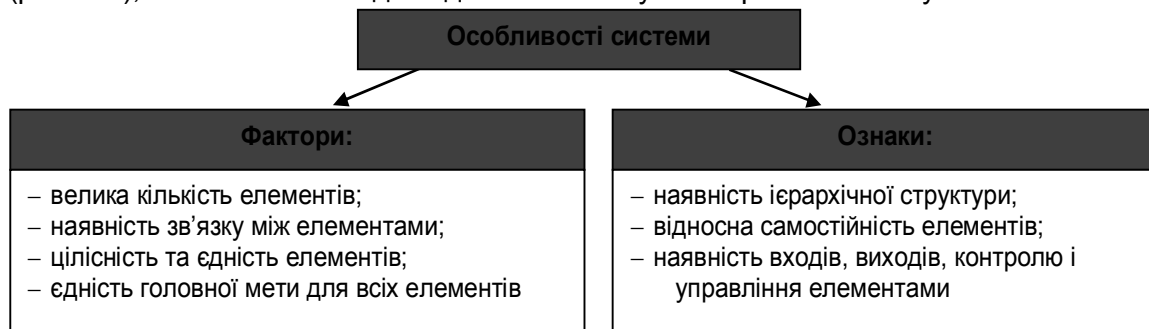 Особливості системи
Фактори:
– велика кількість елементів;
– наявність зв’язку між елементами;
– цілісність та єдність елементів;
– єдність головної мети для всіх елементів
Ознаки:
– наявність ієрархічної структури;
– відносна самостійність елементів;
– наявність входів, виходів, контролю і
управління елементами